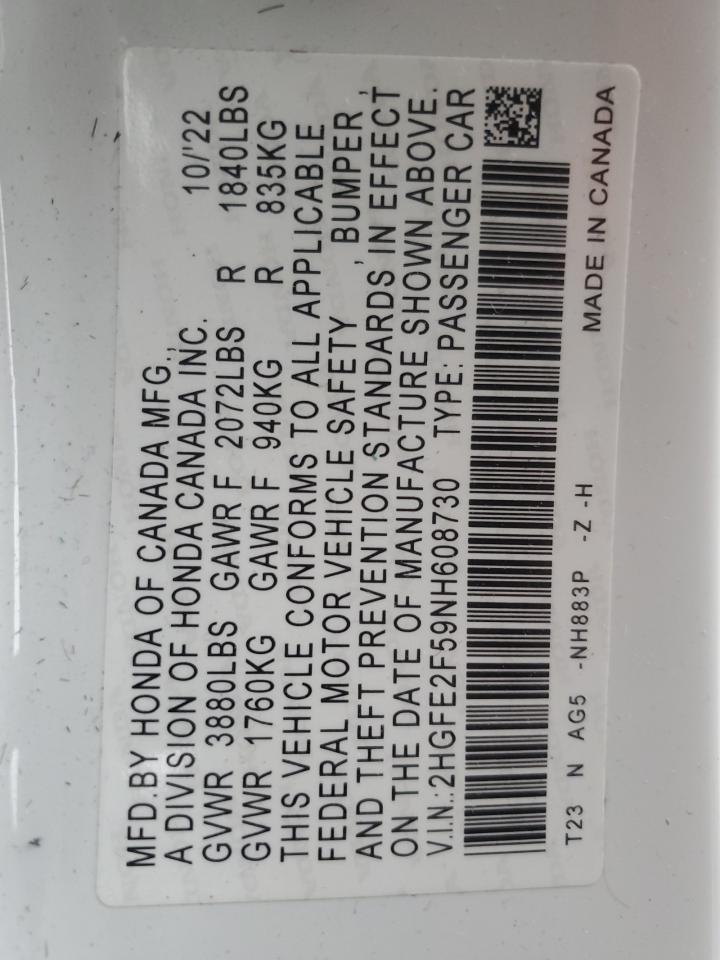 MFD.BY HONDA OF CANADA MFG.,
A DIVISION OF HONDA CANADA INC. 10/'22
GVWR 3880LBS GAWR F 2072LBS R 1840LBS
GVWR 1760KG GAWR F 940KG R 835KG
THIS VEHICLE CONFORMS TO ALL APPLICABLE
FEDERAL MOTOR VEHICLE SAFETY , BUMPER ,
AND THEFT PREVENTION STANDARDS IN EFFECT
ON THE DATE OF MANUFACTURE SHOWN ABOVE.
V.I.N.:2HGFE2F59NH608730 TYPE: PASSENGER CAR
T23 N AG5 -NH883P -Z -H MADE IN CANADA